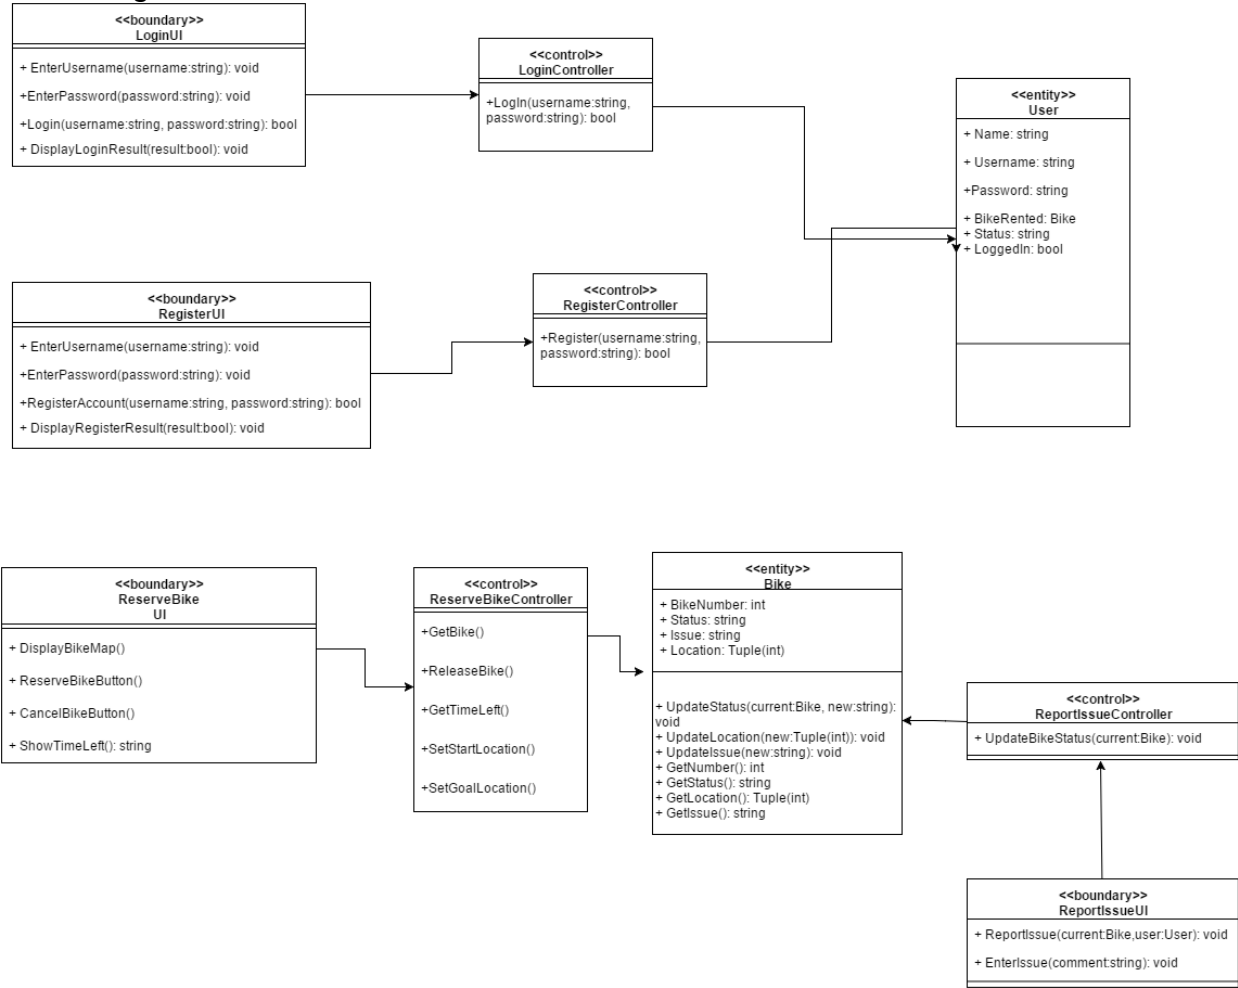 <<boundary>>
LoginUI
+ EnterUsername(username:string): void
+EnterPassword(password:string): void
+Login(username:string, password:string): bool
+ DisplayLoginResult(result:bool): void
<<control>>
LoginController
+LogIn(username:string,
password:string): bool
<<entity>>
User
+ Name: string
+ Username: string
+Password: string
+ BikeRented: Bike
+ Status: string
+ LoggedIn: bool
<<boundary>>
RegisterUI
+ EnterUsername(username:string): void
+EnterPassword(password:string): void
+RegisterAccount(username:string, password:string): bool
+ DisplayRegisterResult(result:bool): void
<<control>>
RegisterController
+Register(username:string,
password:string): bool
<<boundary>>
ReserveBike
UI
+ DisplayBikeMap()
+ ReserveBikeButton()
+ CancelBikeButton()
+ ShowTimeLeft(): string
<<control>>
ReserveBikeController
+GetBike()
+ReleaseBike()
+GetTimeLeft()
+SetStartLocation()
+SetGoalLocation()
<<entity>>
Bike
+ BikeNumber: int
+ Status: string
+ Issue: string
+ Location: Tuple(int)
+ UpdateStatus(current:Bike, new:string):
void
+ UpdateLocation(new:Tuple(int)): void
+ UpdateIssue(new:string): void
+ GetNumber(): int
+ GetStatus(): string
+ GetLocation(): Tuple(int)
+ GetIssue(): string
<<control>>
ReportIssueController
+ UpdateBikeStatus(current:Bike): void
<<boundary>>
ReportIssueUI
+ ReportIssue(current:Bike,user:User): void
+ EnterIssue(comment:string): void